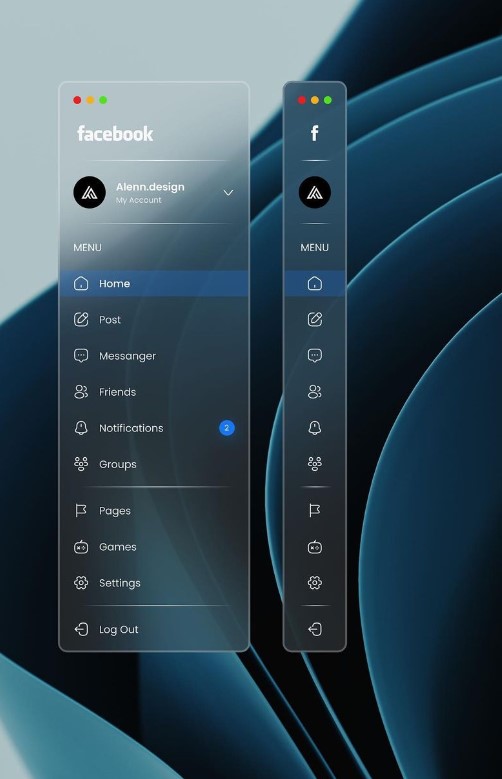 facebook
Alenn.design
My Account
MENU
Home
Post
Messanger
Friends
Notifications
2
Groups
Pages
Games
Settings
Log Out
f
MENU